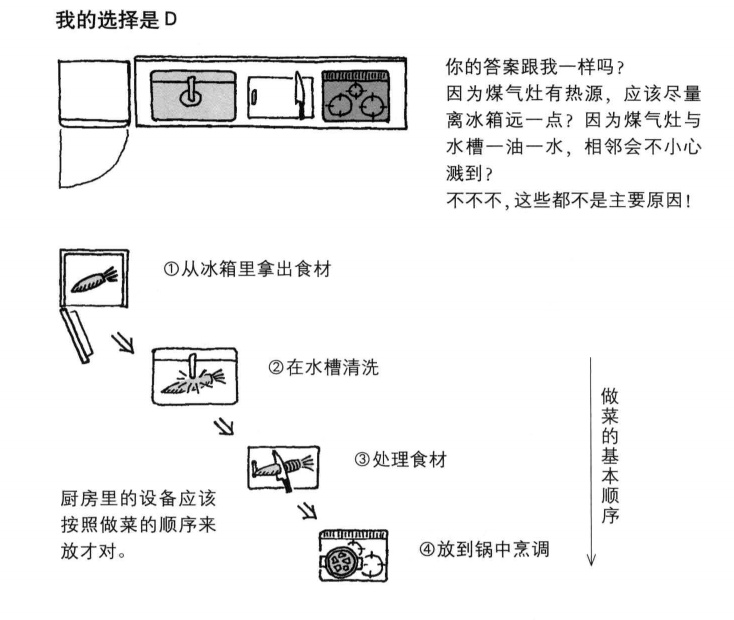 我的选择是 D
你的答案跟我一样吗？
因为煤气灶有热源，应该尽量
离冰箱远一点？因为煤气灶与
水槽一油一水，相邻会不小心
溅到？
不不不，这些都不是主要原因！
①从冰箱里拿出食材
②在水槽清洗
③处理食材
④放到锅中烹调
做菜的基本顺序
厨房里的设备应该
按照做菜的顺序来
放才对。